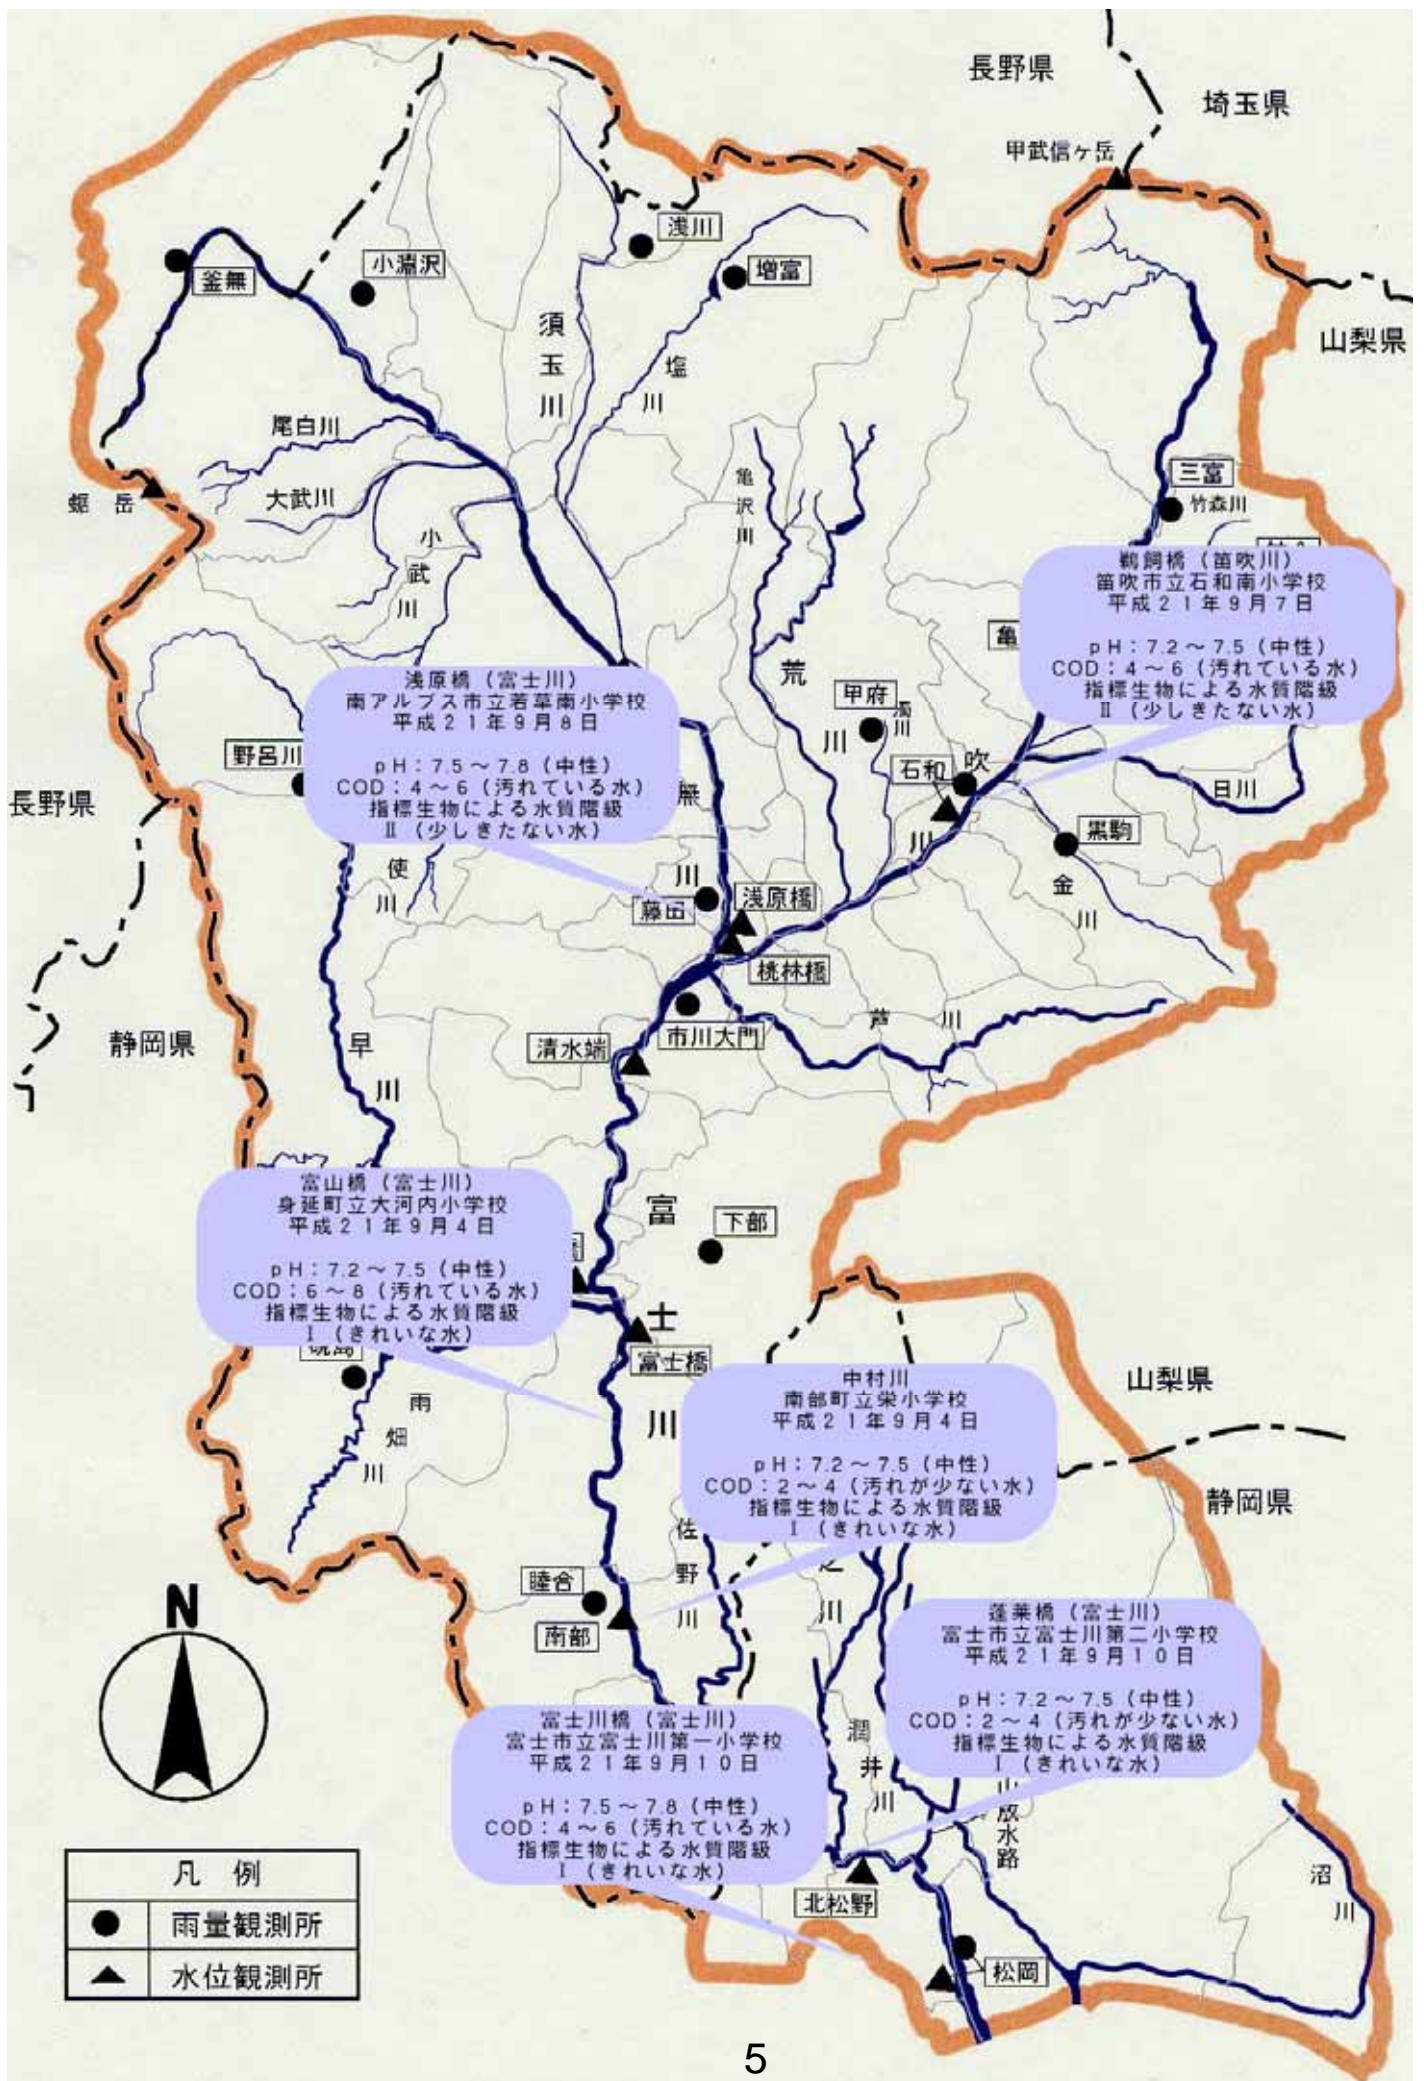 長野県
埼玉県
甲武信ヶ岳
浅川
小淵沢
釜無
増富
山梨県
須玉川
塩川
尾白川
大武川
小武川
亀沢川
三富
竹森川
鋸岳
鵜飼橋（笛吹川）
笛吹市立石和南小学校
平成２１年９月７日
ｐＨ：7.2～7.5（中性）
COD：4～6（汚れている水）
指標生物による水質階級
Ⅱ（少しきたない水）
亀
荒川
甲府
濁川
浅原橋（富士川）
南アルプス市立若草南小学校
平成２１年９月８日
ｐＨ：7.5～7.8（中性）
COD：4～6（汚れている水）
指標生物による水質階級
Ⅱ（少しきたない水）
野呂川
長野県
無川
石和
吹川
日川
黒駒
金川
使川
藤田
浅原橋
桃林橋
市川大門
芦川
清水端
静岡県
早川
富山橋（富士川）
身延町立大河内小学校
平成２１年９月４日
ｐＨ：7.2～7.5（中性）
COD：6～8（汚れている水）
指標生物による水質階級
Ⅰ（きれいな水）
富士川
下部
富士橋
雨畑川
中村川
南部町立栄小学校
平成２１年９月４日
ｐＨ：7.2～7.5（中性）
COD：2～4（汚れが少ない水）
指標生物による水質階級
Ⅰ（きれいな水）
山梨県
静岡県
佐野川
之川
睦合
南部
N
蓬莱橋（富士川）
富士市立富士川第二小学校
平成２１年９月１０日
ｐＨ：7.2～7.5（中性）
COD：2～4（汚れが少ない水）
指標生物による水質階級
Ⅰ（きれいな水）
富士川橋（富士川）
富士市立富士川第一小学校
平成２１年９月１０日
ｐＨ：7.5～7.8（中性）
COD：4～6（汚れている水）
指標生物による水質階級
Ⅰ（きれいな水）
潤井川
山放水路
北松野
沼川
松岡
凡例
雨量観測所
水位観測所
5